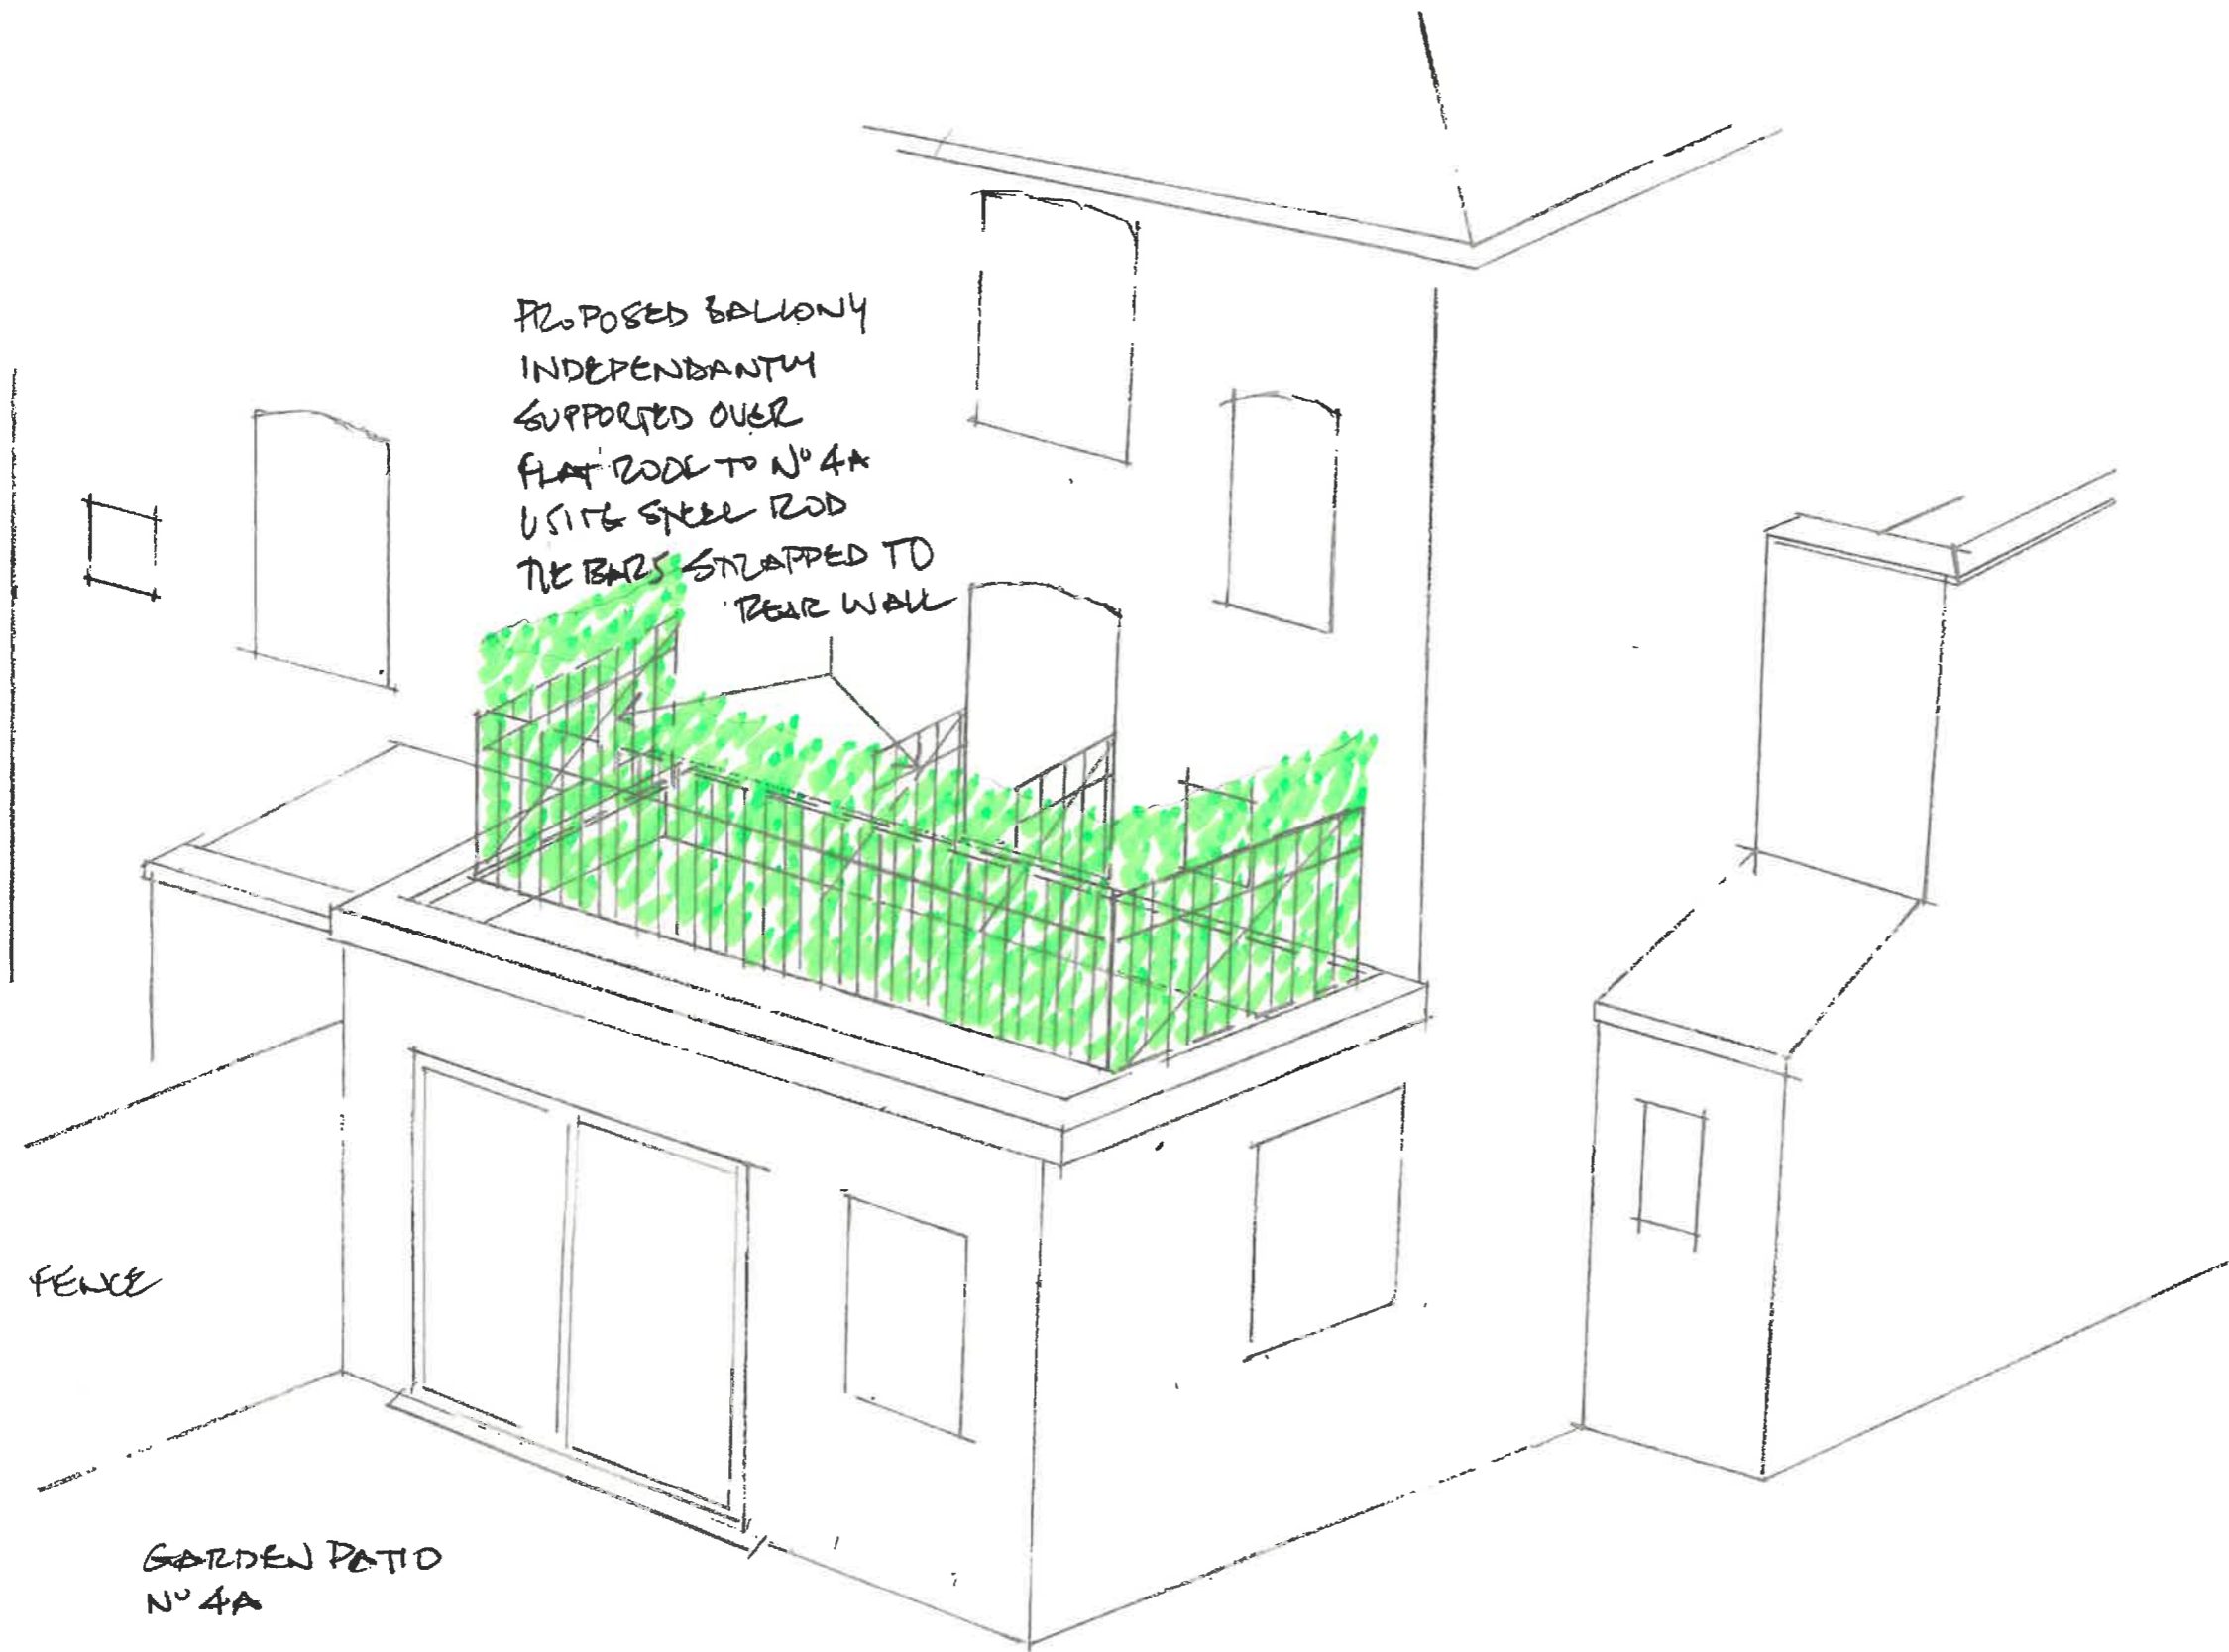 PROPOSED BALCONY
INDEPENDANTLY
SUPPORTED OVER
FLAT ROOF TO Nº 4A
USING STEEL ROD
TIE BARS STRAPPED TO
REAR WALL
FENCE
GARDEN PATIO
Nº 4A